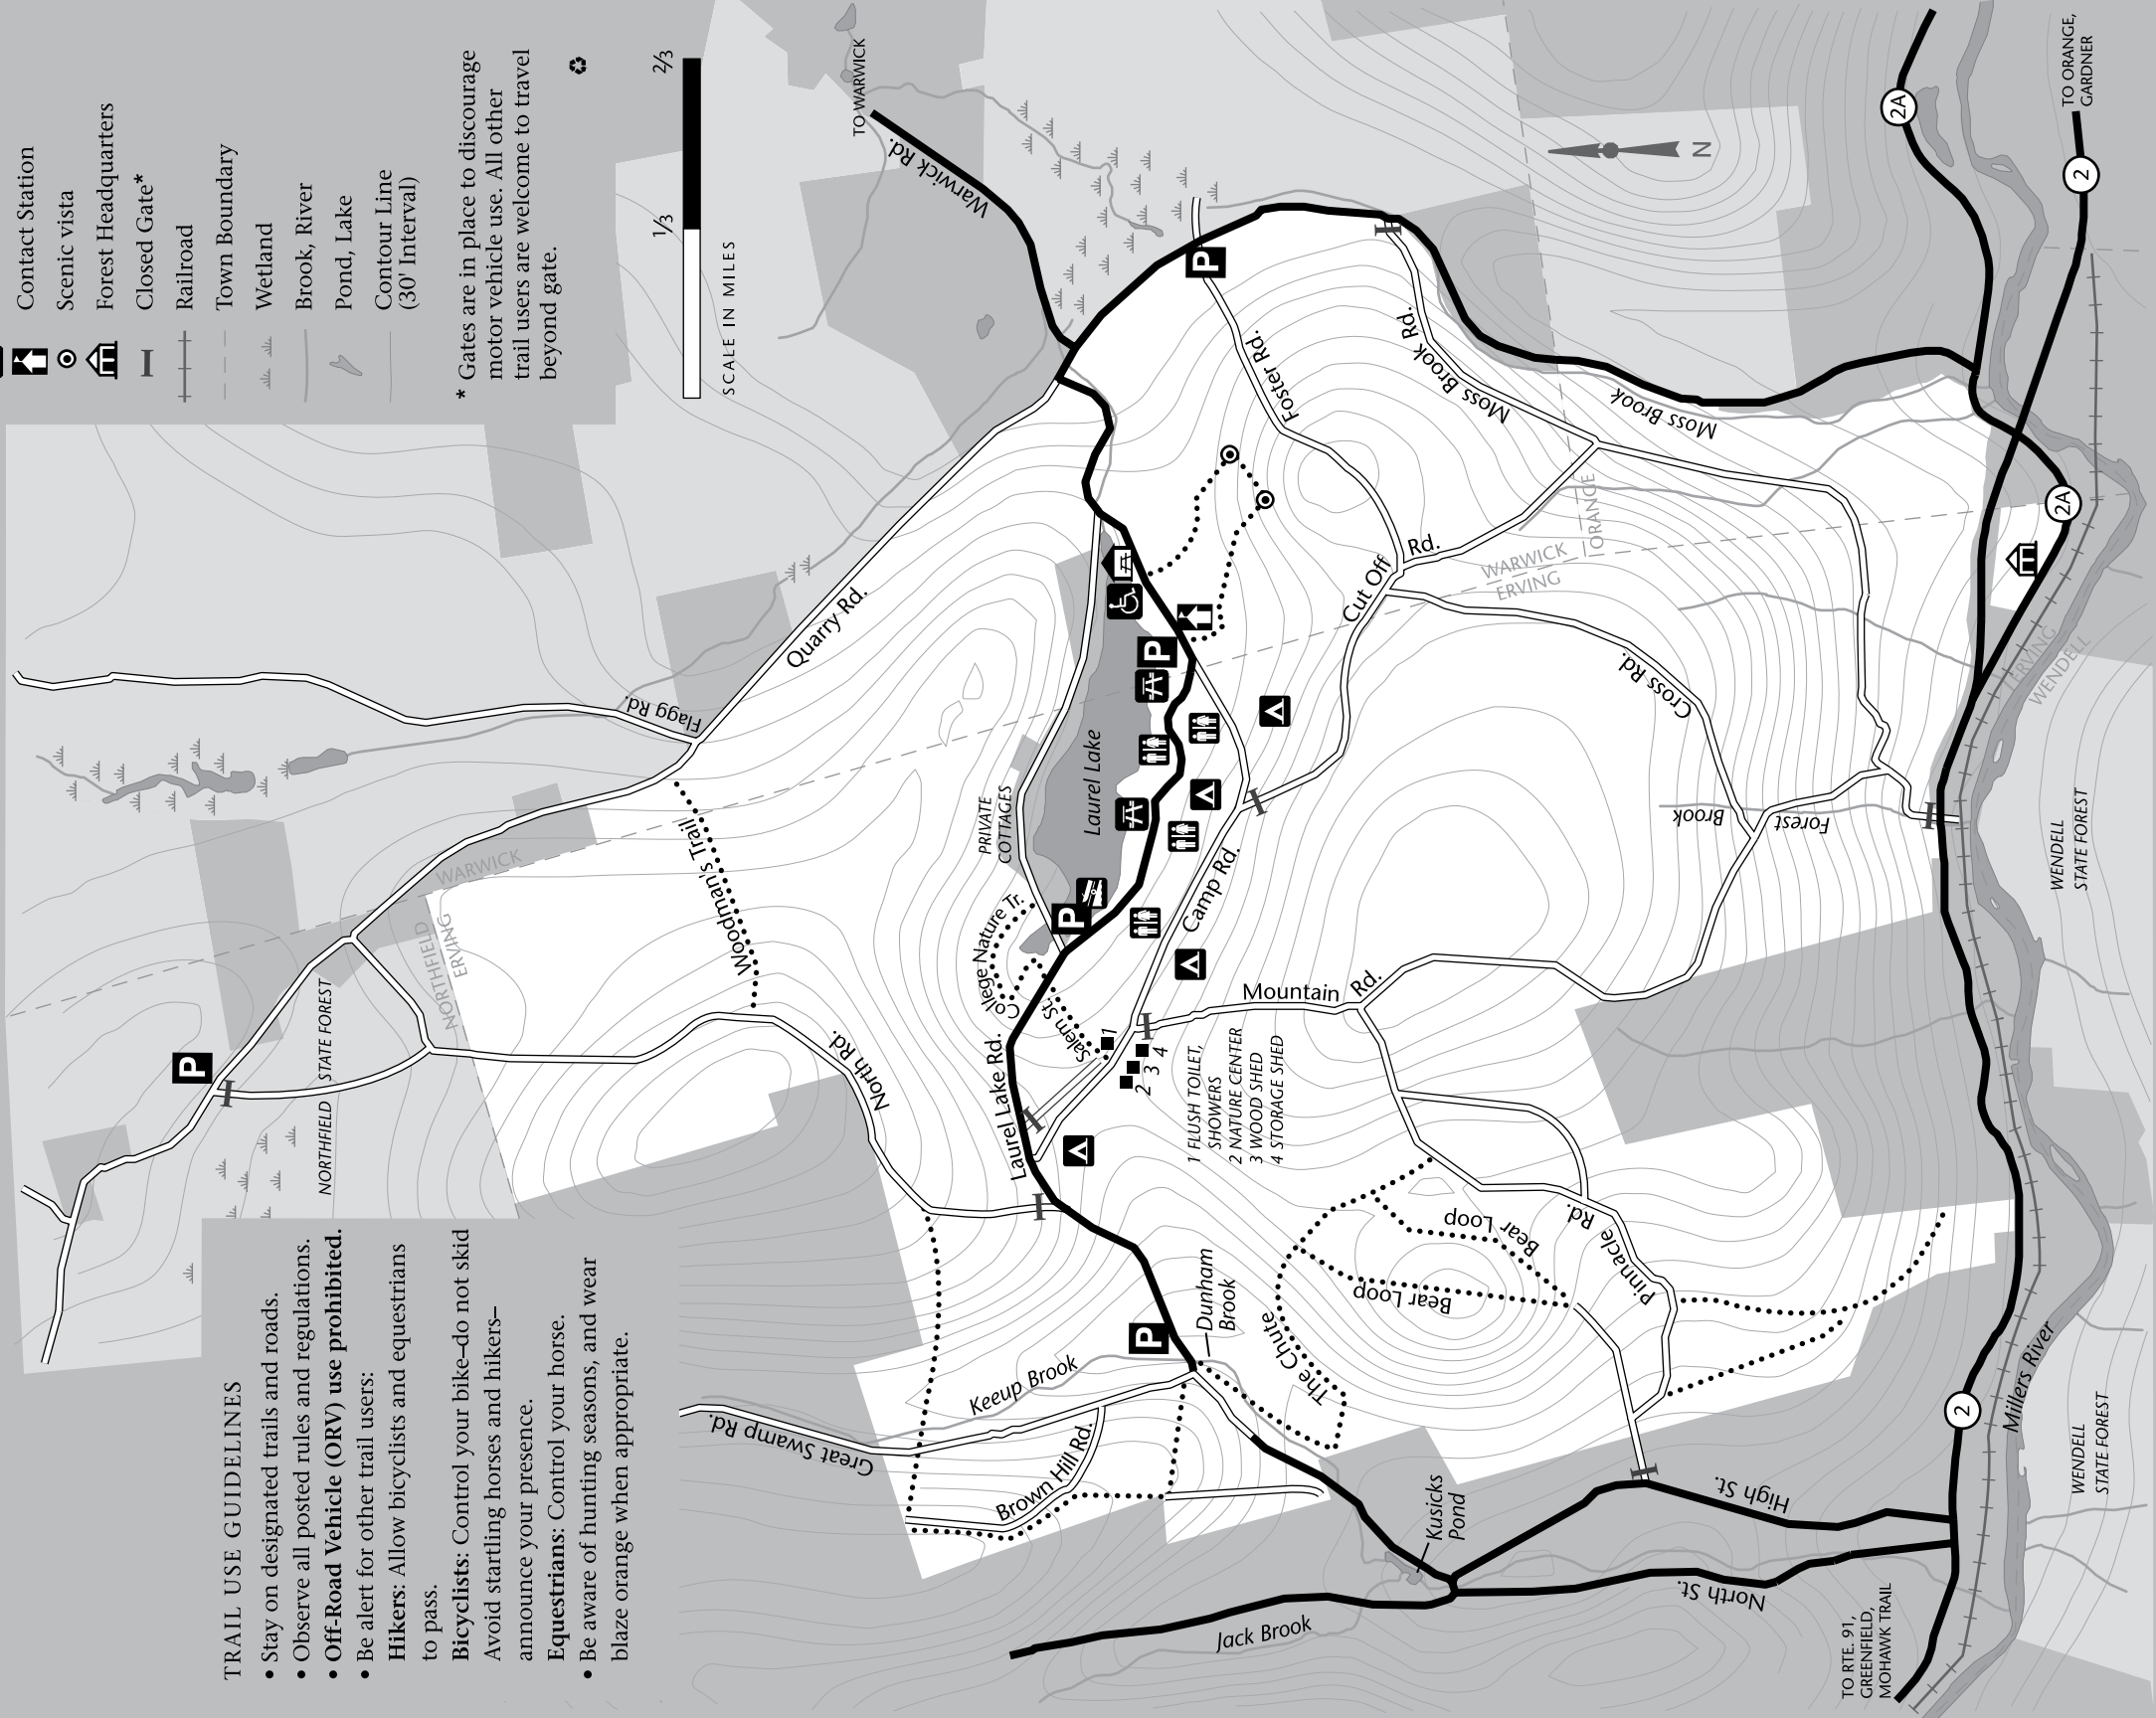 Contact Station
Scenic vista
Forest Headquarters
Closed Gate*
Railroad
Town Boundary
Wetland
Brook, River
Pond, Lake
Contour Line
(30' Interval)
* Gates are in place to discourage
motor vehicle use. All other
trail users are welcome to travel
beyond gate.
1/3
2/3
SCALE IN MILES
TRAIL USE GUIDELINES
• Stay on designated trails and roads.
• Observe all posted rules and regulations.
• Off-Road Vehicle (ORV) use prohibited.
• Be alert for other trail users:
Hikers: Allow bicyclists and equestrians
to pass.
Bicyclists: Control your bike–do not skid
Avoid startling horses and hikers–
announce your presence.
Equestrians: Control your horse.
• Be aware of hunting seasons, and wear
blaze orange when appropriate.
TO WARWICK
Warwick Rd.
Quarry Rd.
Flagg Rd.
WARWICK
NORTHFIELD
ERVING
NORTHFIELD STATE FOREST
P
Woodman's Trail
North Rd.
PRIVATE
COTTAGES
Laurel Lake
College Nature Tr.
Salem St.
Laurel Lake Rd.
P
P
P
P
Camp Rd.
1
2
3
4
1 FLUSH TOILET,
SHOWERS
2 NATURE CENTER
3 WOOD SHED
4 STORAGE SHED
Mountain Rd.
Foster Rd.
Moss Brook Rd.
Moss Brook
Cut Off Rd.
WARWICK
ORANGE
WARWICK
ERVING
Cross Rd.
Brook
Forest
N
2A
2
TO ORANGE,
GARDNER
2A
ERVING
WENDELL
WENDELL
STATE FOREST
Great Swamp Rd.
Keeup Brook
Brown Hill Rd.
Dunham
Brook
The Chute
Bear Loop
Bear Loop
Pinnacle Rd.
Kusicks
Pond
High St.
North St.
Jack Brook
2
Millers River
WENDELL
STATE FOREST
TO RTE. 91,
GREENFIELD,
MOHAWK TRAIL